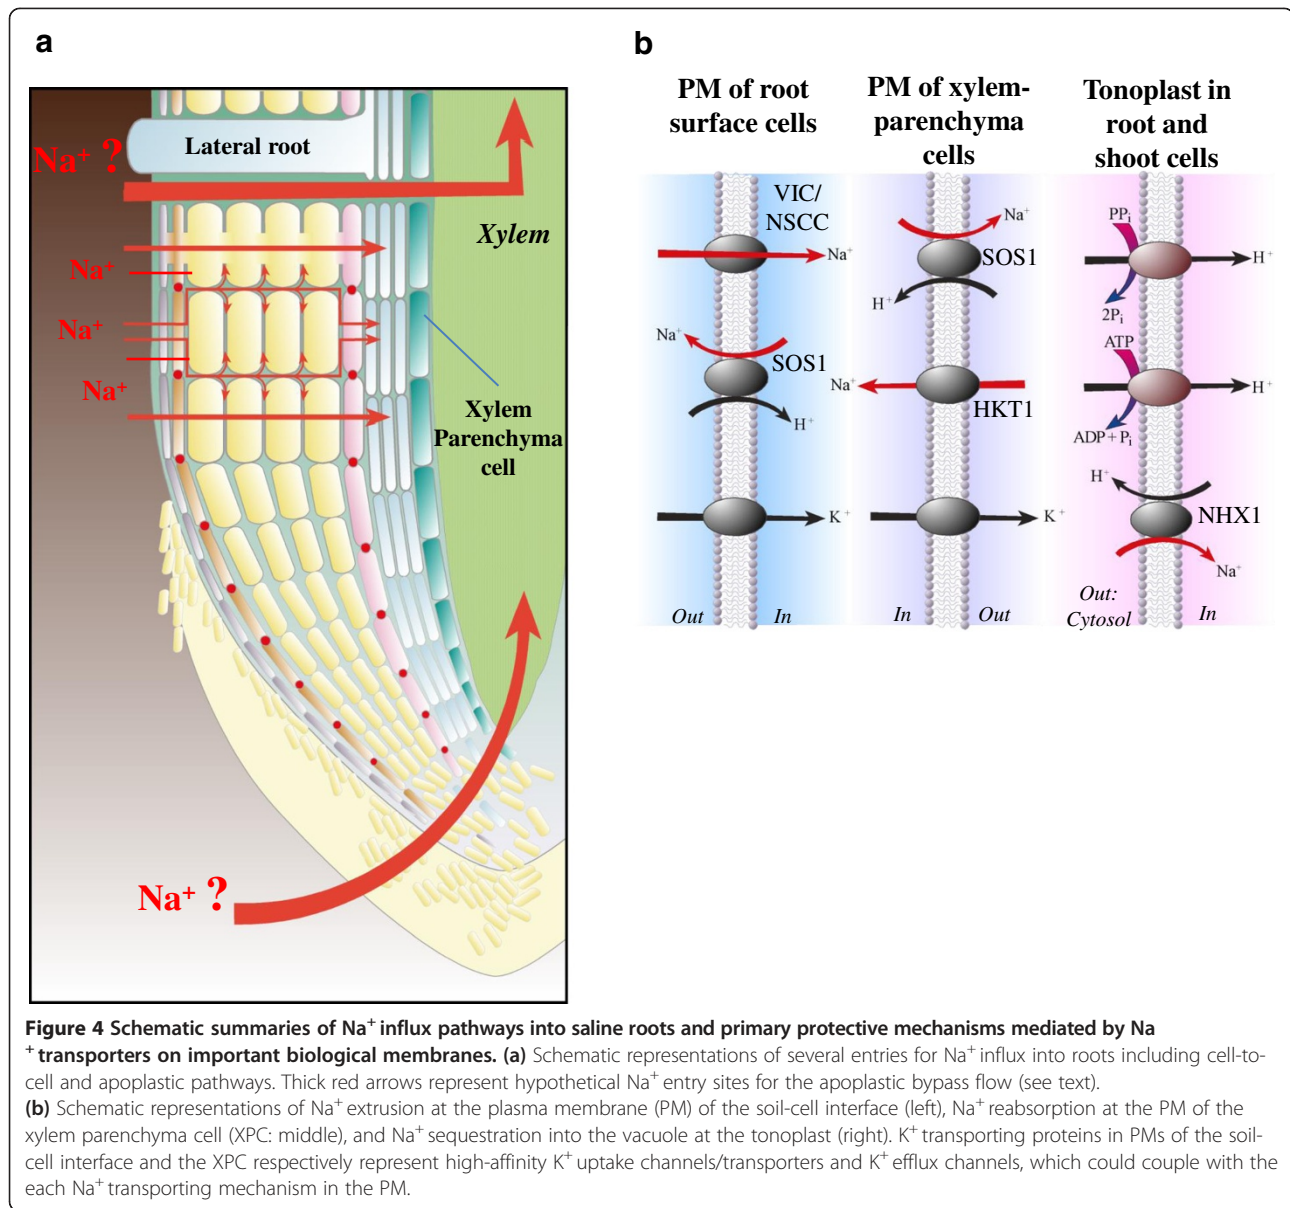 a
Na⁺ ?
Lateral root
Xylem
Na⁺
Na⁺
Na⁺
Xylem
Parenchyma
cell
Na⁺ ?
b
PM of root
surface cells
VIC/
NSCC
Na⁺
Na⁺
SOS1
H⁺
K⁺
Out
In
PM of xylem-
parenchyma
cells
Na⁺
SOS1
H⁺
Na⁺
HKT1
K⁺
In
Out
Tonoplast in
root and
shoot cells
PPᵢ
H⁺
2Pᵢ
ATP
H⁺
ADP + Pᵢ
H⁺
NHX1
Na⁺
Out:
Cytosol
In
Figure 4 Schematic summaries of Na⁺ influx pathways into saline roots and primary protective mechanisms mediated by Na
⁺ transporters on important biological membranes. (a) Schematic representations of several entries for Na⁺ influx into roots including cell-to-
cell and apoplastic pathways. Thick red arrows represent hypothetical Na⁺ entry sites for the apoplastic bypass flow (see text).
(b) Schematic representations of Na⁺ extrusion at the plasma membrane (PM) of the soil-cell interface (left), Na⁺ reabsorption at the PM of the
xylem parenchyma cell (XPC: middle), and Na⁺ sequestration into the vacuole at the tonoplast (right). K⁺ transporting proteins in PMs of the soil-
cell interface and the XPC respectively represent high-affinity K⁺ uptake channels/transporters and K⁺ efflux channels, which could couple with the
each Na⁺ transporting mechanism in the PM.